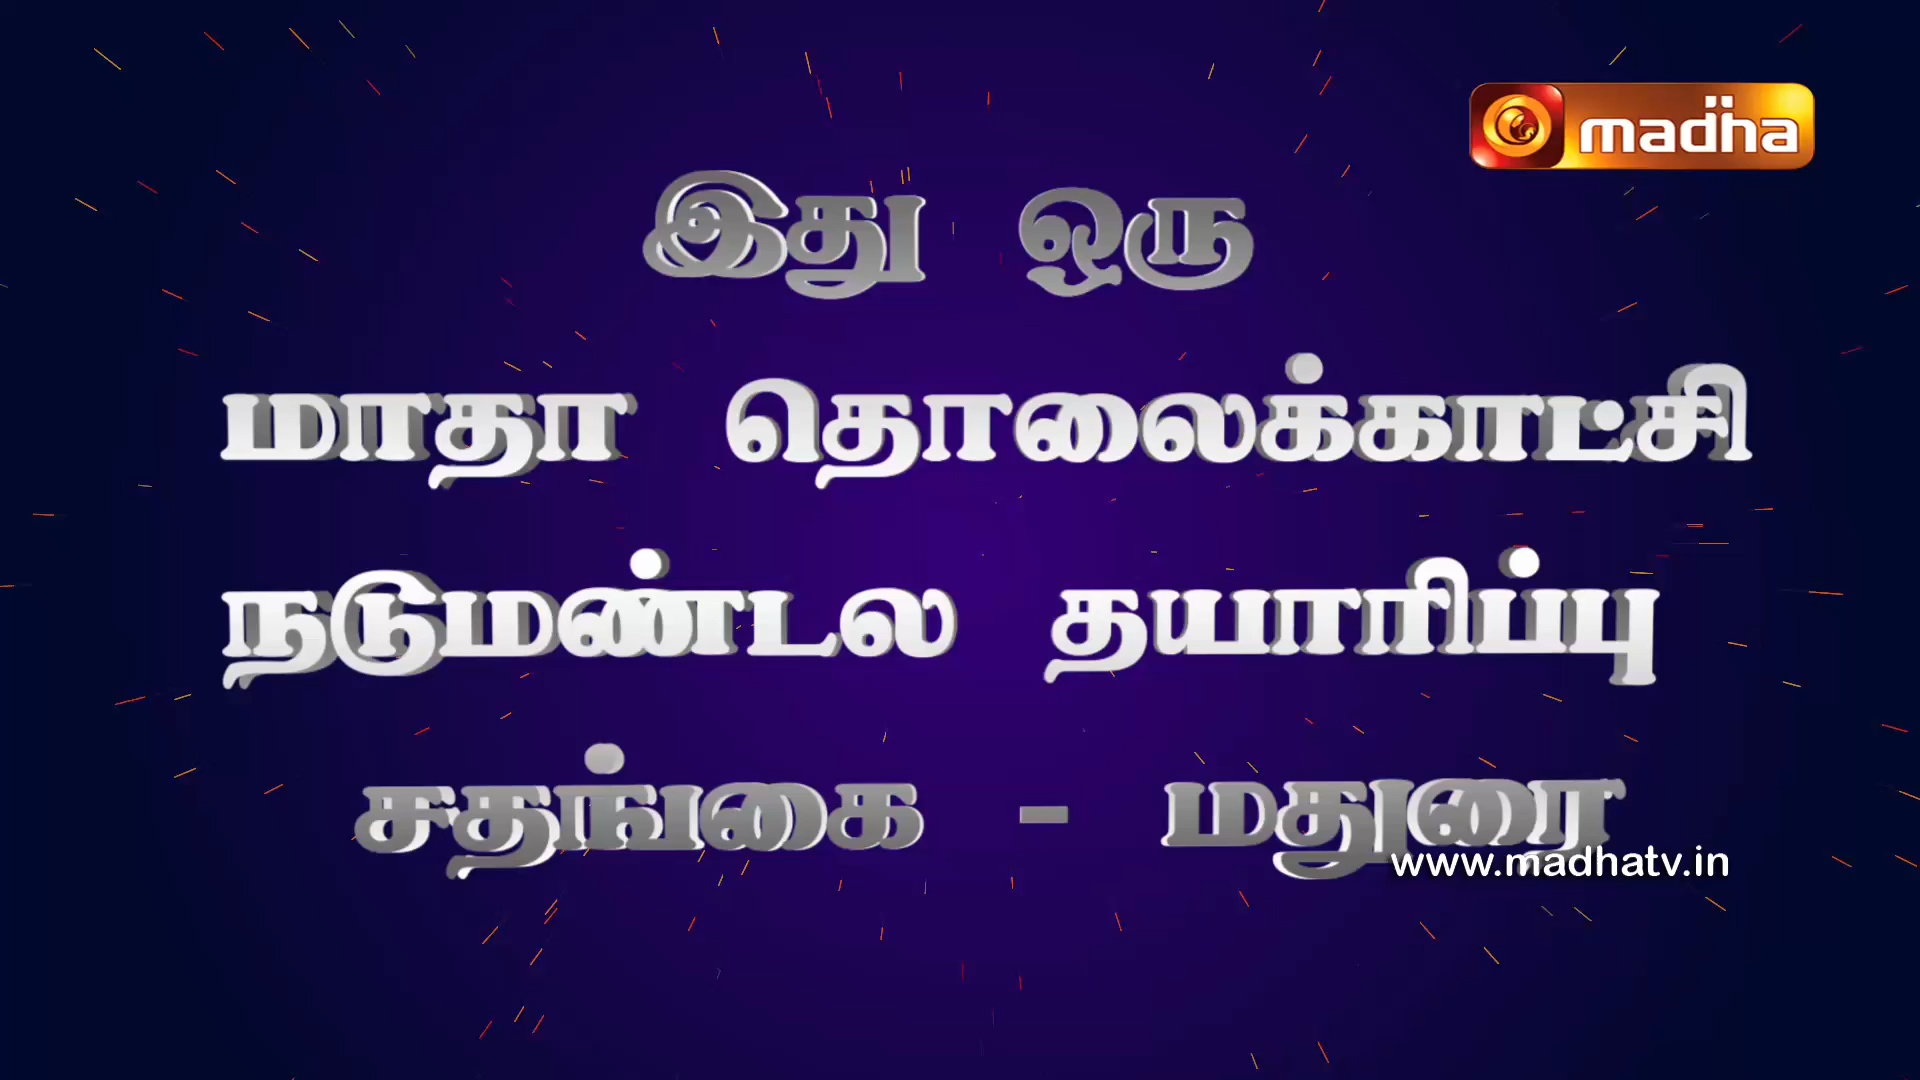 madha
இது ஒரு
மாதா தொலைக்காட்சி
நடுமண்டல தயாரிப்பு
சதங்கை - மதுரை
www.madhatv.in